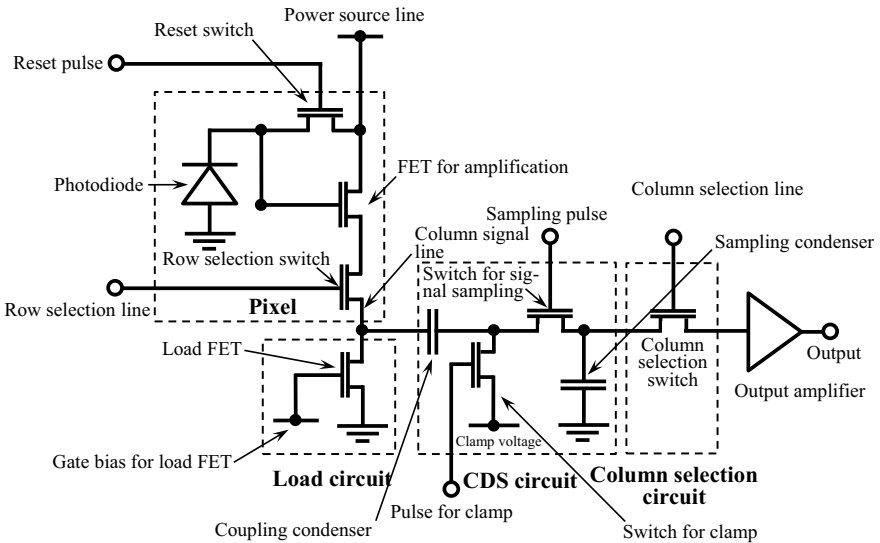 Power source line
Reset switch
Reset pulse
FET for amplification
Photodiode
Column selection line
Sampling pulse
Column signal
line
Sampling condenser
Row selection switch
Switch for sig-
nal sampling
Row selection line
Pixel
Load FET
Column
selection
switch
Output
Output amplifier
Clamp voltage
Gate bias for load FET
Load circuit
CDS circuit
Column selection
circuit
Pulse for clamp
Coupling condenser
Switch for clamp